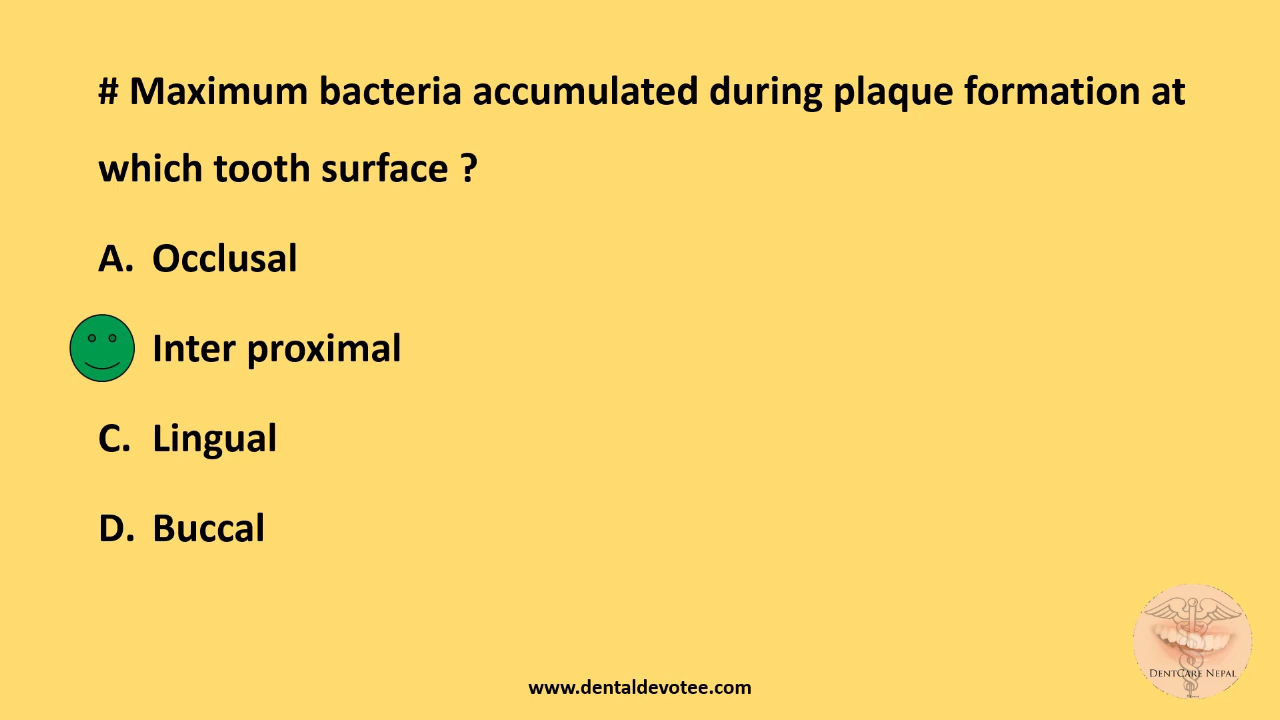 # Maximum bacteria accumulated during plaque formation at
which tooth surface ?
A. Occlusal
Inter proximal
C. Lingual
D. Buccal
DENTCARE NEPAL
www.dentaldevotee.com